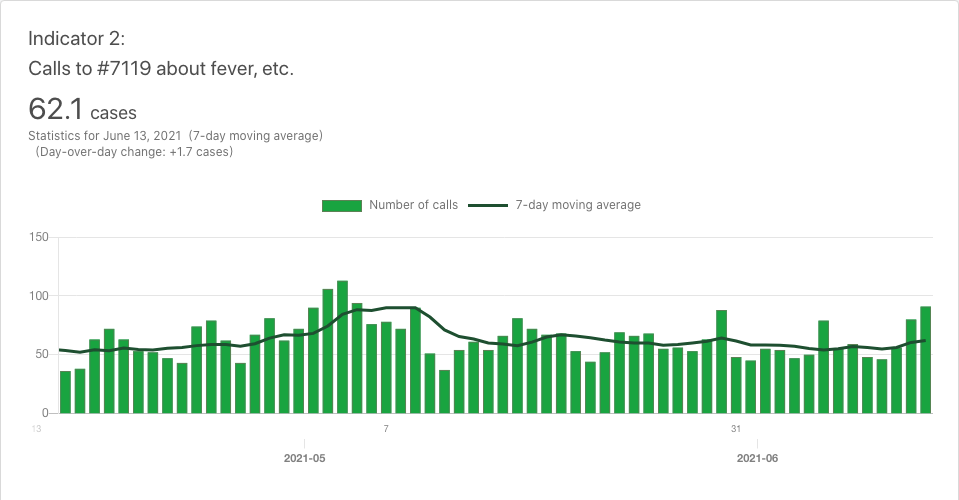 Indicator 2:
Calls to #7119 about fever, etc.
62.1 cases
Statistics for June 13, 2021 (7-day moving average)
(Day-over-day change: +1.7 cases)
Number of calls 7-day moving average
150
100
50
0
13 7 31
2021-05 2021-06